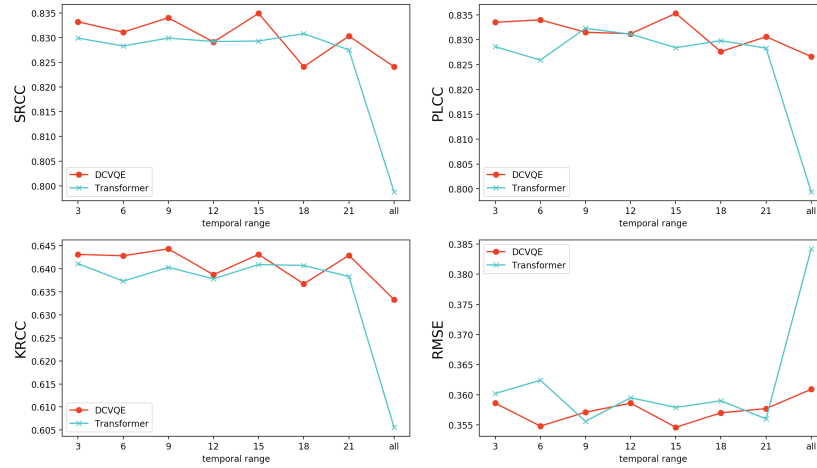 SRCC
0.835
0.830
0.825
0.820
0.815
0.810
0.805
0.800
DCVQE
Transformer
3 6 9 12 15 18 21 all
temporal range
PLCC
0.835
0.830
0.825
0.820
0.815
0.810
0.805
0.800
DCVQE
Transformer
3 6 9 12 15 18 21 all
temporal range
KRCC
0.645
0.640
0.635
0.630
0.625
0.620
0.615
0.610
0.605
DCVQE
Transformer
3 6 9 12 15 18 21 all
temporal range
RMSE
0.385
0.380
0.375
0.370
0.365
0.360
0.355
DCVQE
Transformer
3 6 9 12 15 18 21 all
temporal range